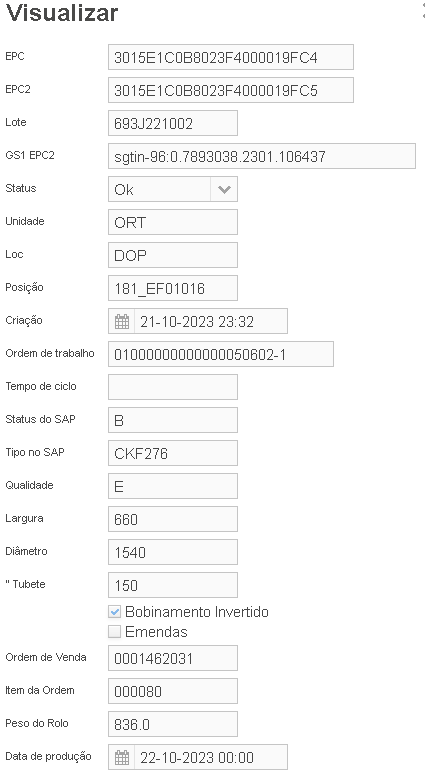 Visualizar
EPC 3015E1C0B8023F4000019FC4
EPC2 3015E1C0B8023F4000019FC5
Lote 693J221002
GS1 EPC2 sgtin-96:0.7893038.2301.106437
Status Ok
Unidade ORT
Loc DOP
Posição 181_EF01016
Criação 21-10-2023 23:32
Ordem de trabalho 01000000000000050602-1
Tempo de ciclo
Status do SAP B
Tipo no SAP CKF276
Qualidade E
Largura 660
Diâmetro 1540
" Tubete 150
Bobinamento Invertido
Emendas
Ordem de Venda 0001462031
Item da Ordem 000080
Peso do Rolo 836.0
Data de produção 22-10-2023 00:00